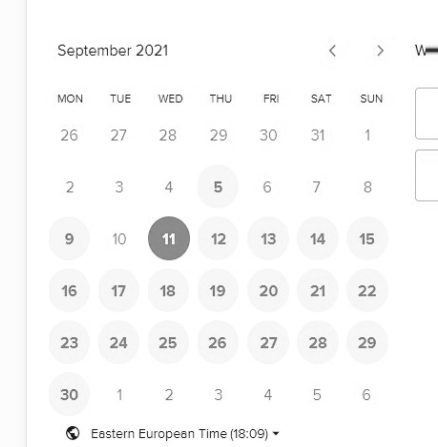 September 2021
MON TUE WED THU FRI SAT SUN
26 27 28 29 30 31 1
2 3 4 5 6 7 8
9 10 11 12 13 14 15
16 17 18 19 20 21 22
23 24 25 26 27 28 29
30 1 2 3 4 5 6
Eastern European Time (18:09)